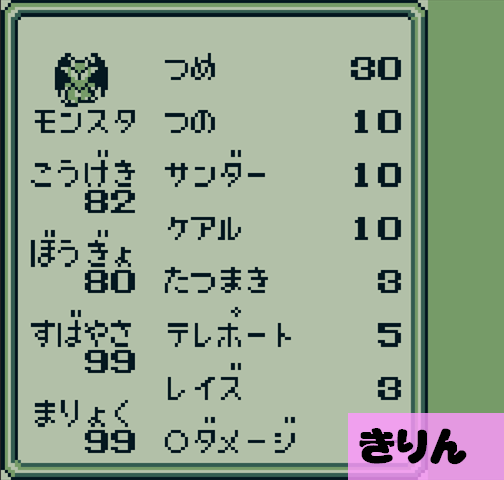 つめ 30
モンスタ つの 10
こうげき サンダー 10
82
ケアル 10
ぼうぎょ
80 たつまき 3
すばやさ テレポート 5
99
レイズ 3
まりょく
99 〇ダメージ
きりん